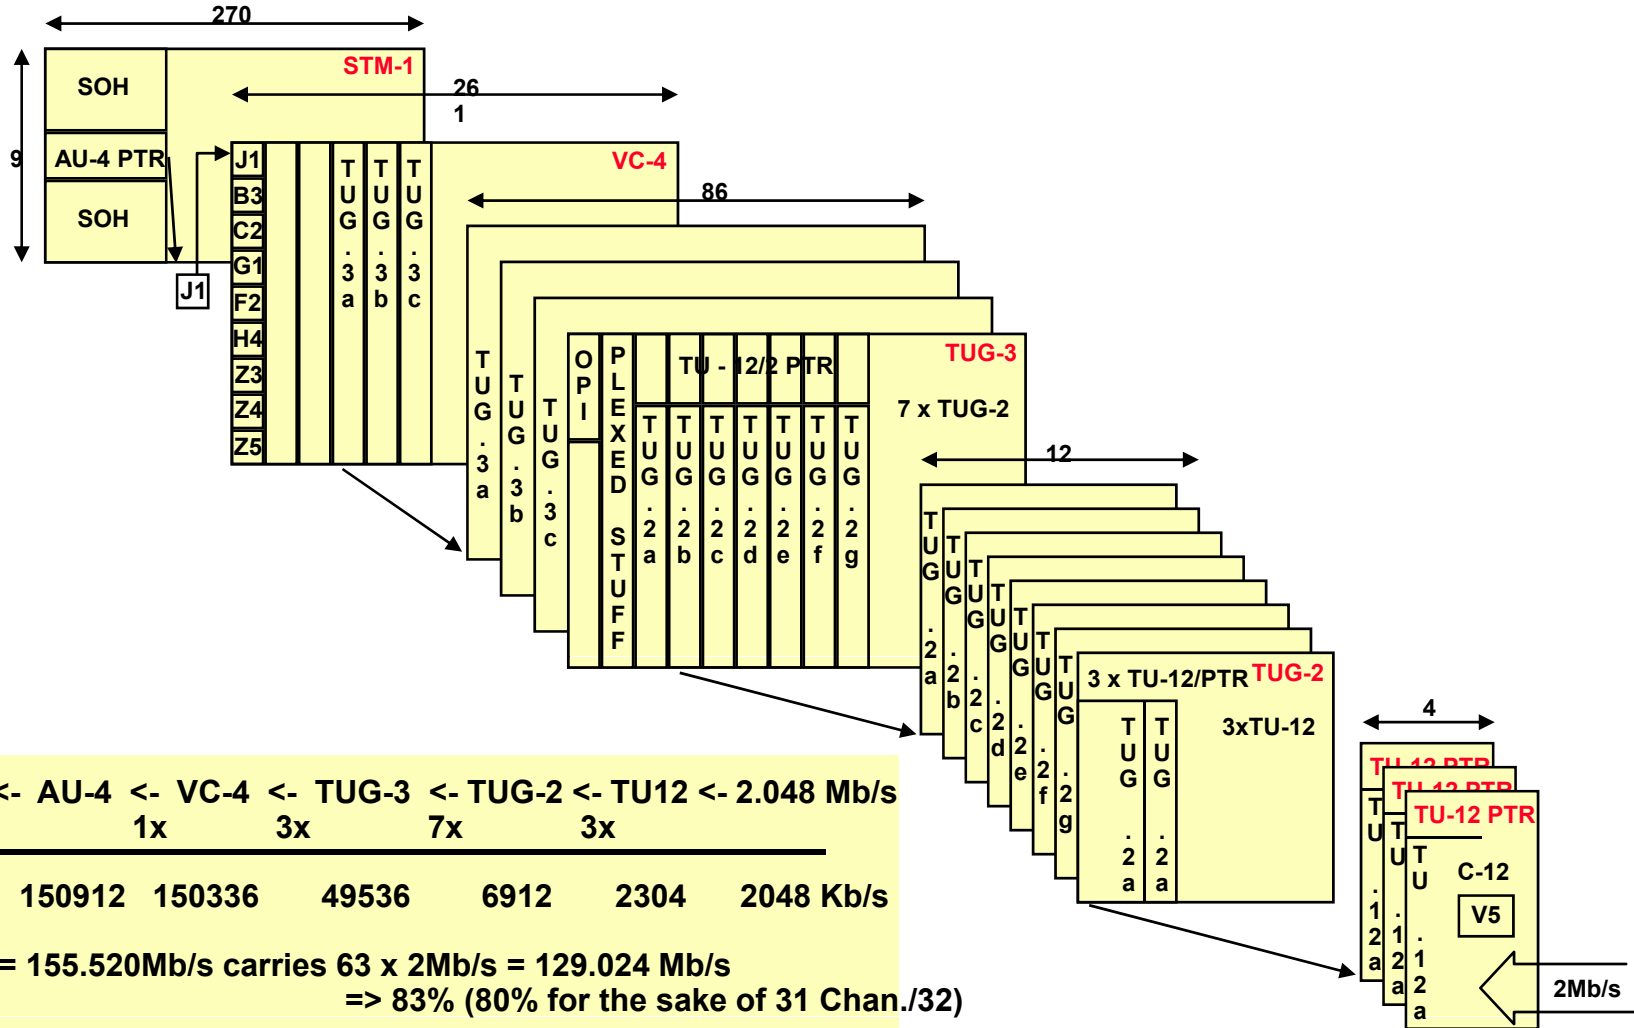 270
STM-1
SOH
AU-4 PTR
SOH
9
J1
26
1
VC-4
J1
B3
C2
G1
F2
H4
Z3
Z4
Z5
TUG.3a
TUG.3b
TUG.3c
86
TUG.3a
TUG.3b
TUG.3c
TUG-3
OPI
PLEXED STUFF
TU - 12/2 PTR
7 x TUG-2
TUG.2a
TUG.2b
TUG.2c
TUG.2d
TUG.2e
TUG.2f
TUG.2g
12
TUG.2a
TUG.2b
TUG.2c
TUG.2d
TUG.2e
TUG.2f
TUG.2g
3 x TU-12/PTR
TUG-2
3xTU-12
TUG.2a
TUG.2a
4
TU-12 PTR
TU-12 PTR
TU-12 PTR
TU.12a
TU.12a
TU.12a
C-12
V5
2Mb/s
<- AU-4 <- VC-4 <- TUG-3 <- TUG-2 <- TU12 <- 2.048 Mb/s
1x 3x 7x 3x
150912 150336 49536 6912 2304 2048 Kb/s
= 155.520Mb/s carries 63 x 2Mb/s = 129.024 Mb/s
=> 83% (80% for the sake of 31 Chan./32)